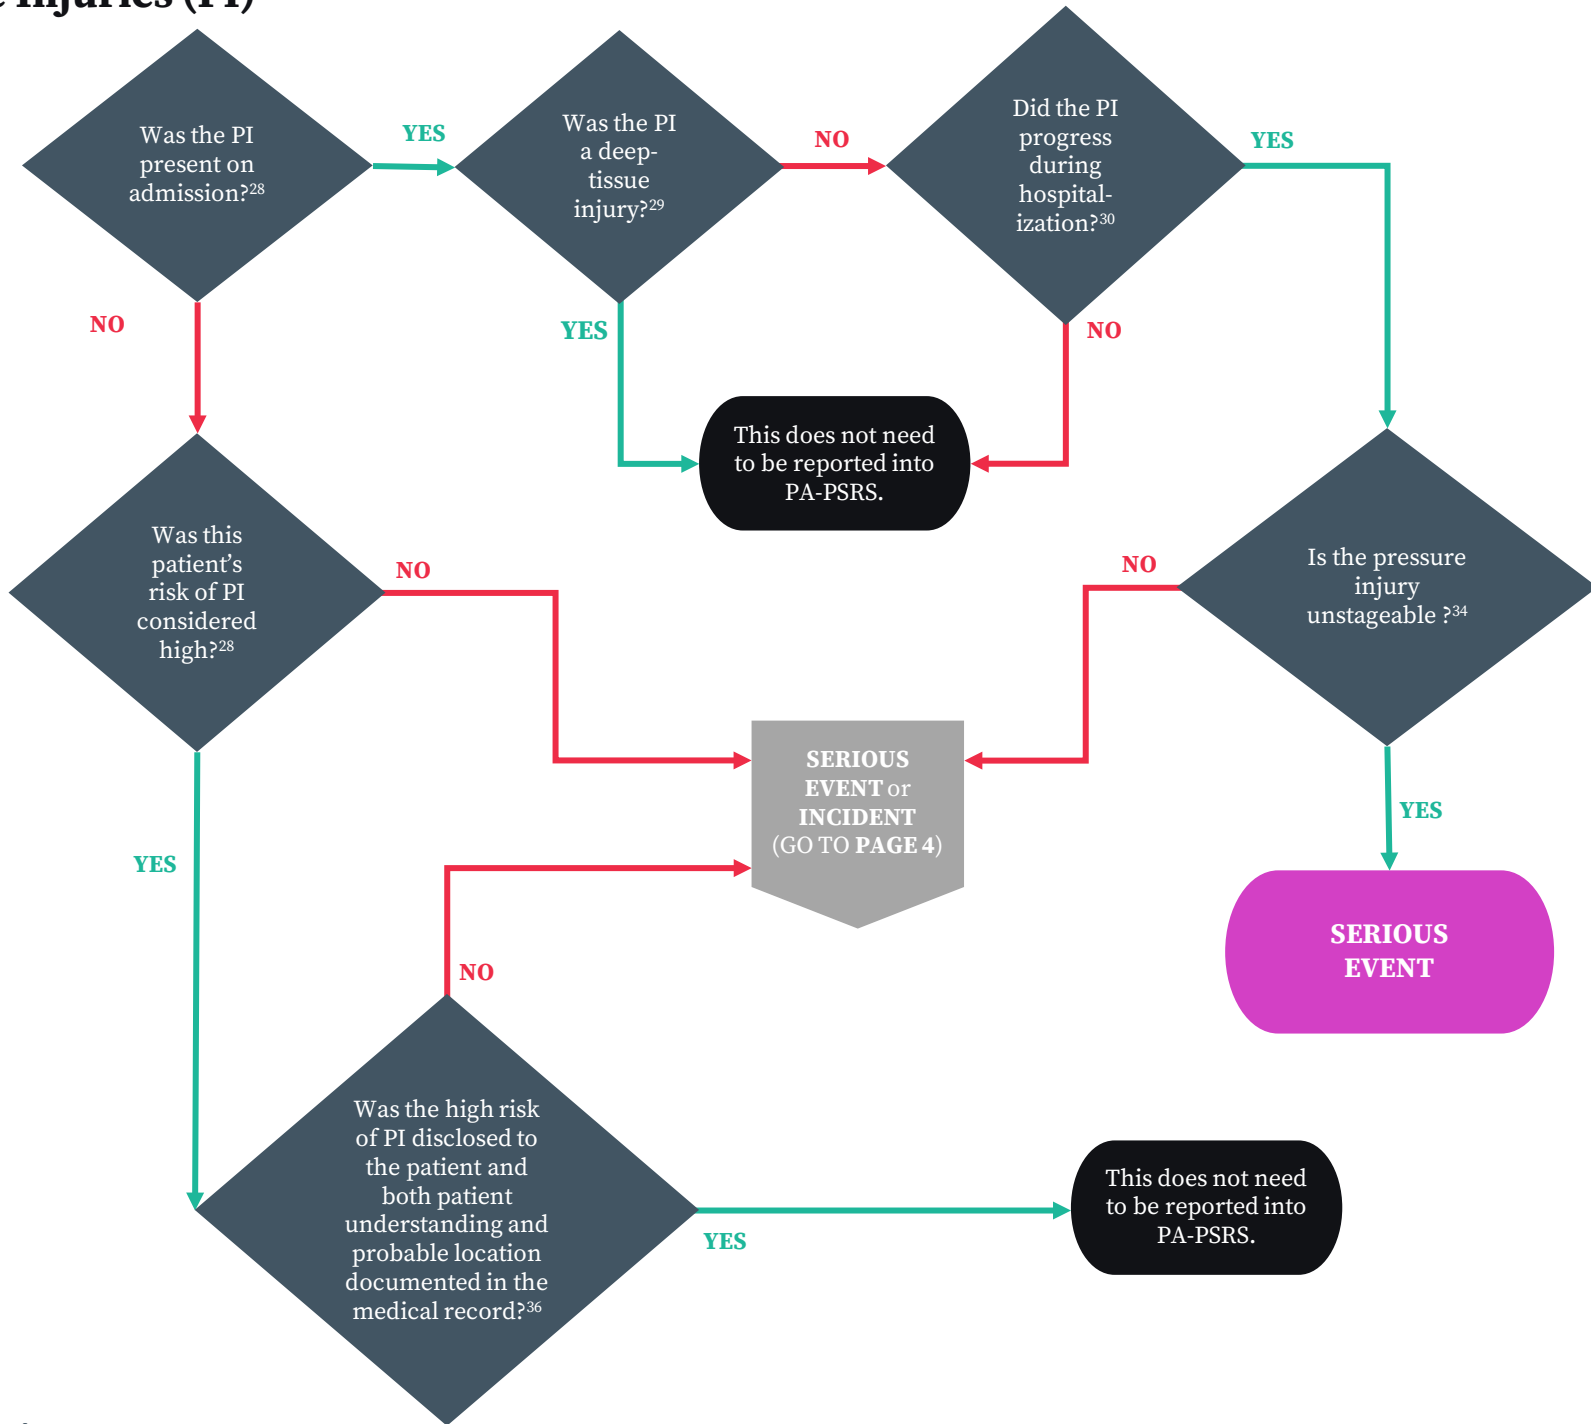 Injuries (PI)
Was the PI
present on
admission?²⁸
YES
Was the PI
a deep-
tissue
injury?²⁹
NO
Did the PI
progress
during
hospital-
ization?³⁰
YES
NO
YES
NO
This does not need
to be reported into
PA-PSRS.
Was this
patient’s
risk of PI
considered
high?²⁸
NO
NO
Is the pressure
injury
unstageable ?³⁴
SERIOUS
EVENT or
INCIDENT
(GO TO PAGE 4)
YES
YES
SERIOUS
EVENT
NO
Was the high risk
of PI disclosed to
the patient and
both patient
understanding and
probable location
documented in the
medical record?³⁶
YES
This does not need
to be reported into
PA-PSRS.